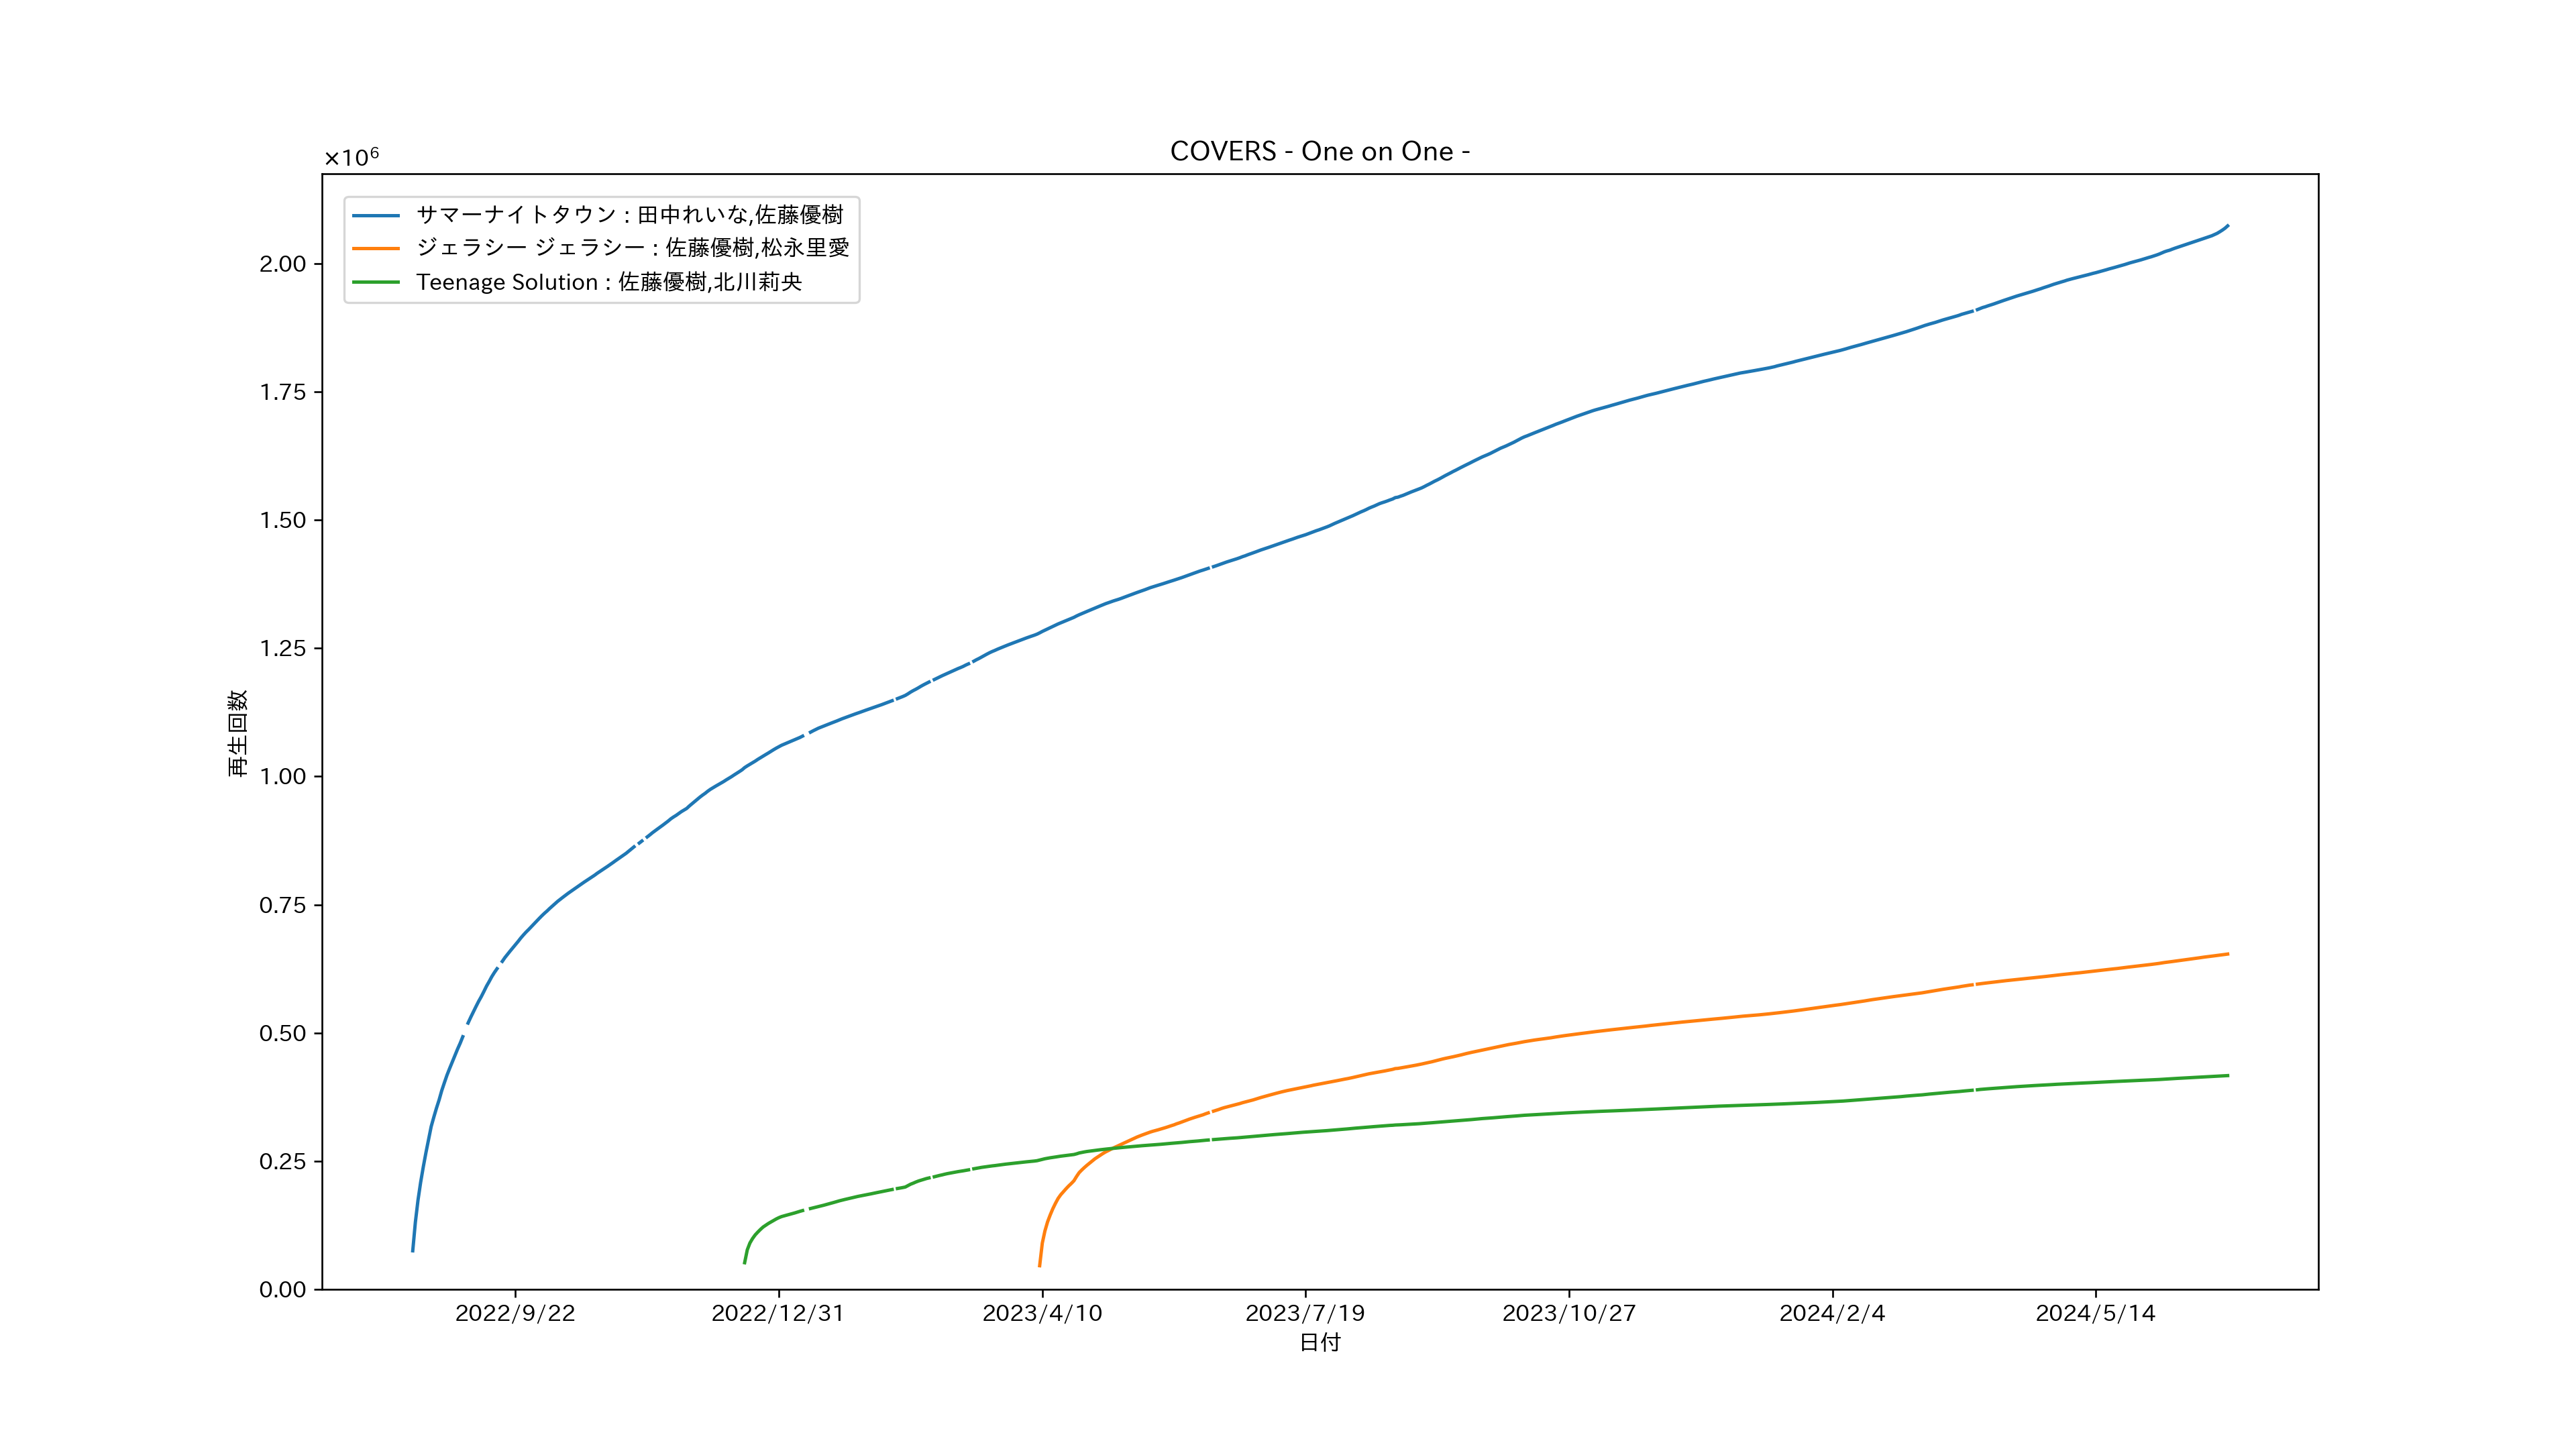 COVERS - One on One -
×10⁶
サマーナイトタウン : 田中れいな,佐藤優樹
ジェラシー ジェラシー : 佐藤優樹,松永里愛
Teenage Solution : 佐藤優樹,北川莉央
2.00
1.75
1.50
1.25
1.00
0.75
0.50
0.25
0.00
再生回数
2022/9/22
2022/12/31
2023/4/10
2023/7/19
2023/10/27
2024/2/4
2024/5/14
日付